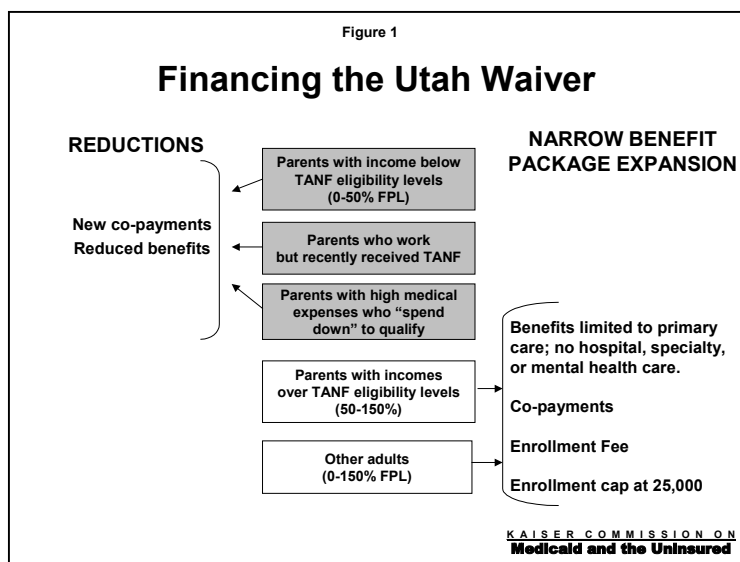 Figure 1
Financing the Utah Waiver
REDUCTIONS
New co-payments
Reduced benefits
Parents with income below
TANF eligibility levels
(0-50% FPL)
Parents who work
but recently received TANF
Parents with high medical
expenses who “spend
down” to qualify
Parents with incomes
over TANF eligibility levels
(50-150%)
Other adults
(0-150% FPL)
NARROW BENEFIT
PACKAGE EXPANSION
Benefits limited to primary
care; no hospital, specialty,
or mental health care.
Co-payments
Enrollment Fee
Enrollment cap at 25,000
KAISER COMMISSION ON
Medicaid and the Uninsured